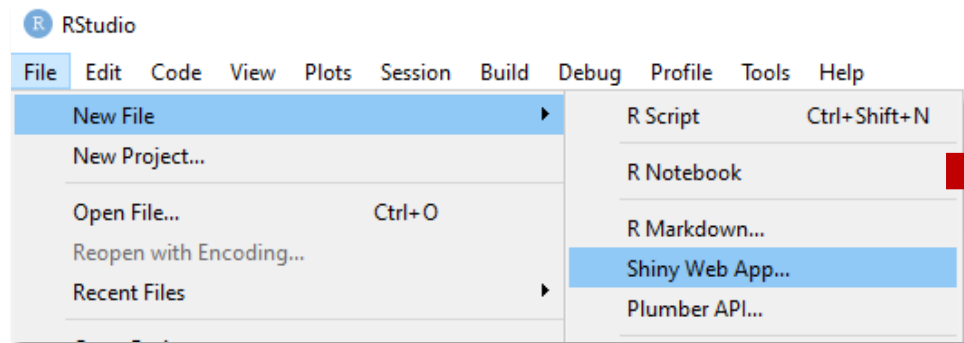 R RStudio
File Edit Code View Plots Session Build Debug Profile Tools Help
New File
New Project...
Open File... Ctrl+O
Reopen with Encoding...
Recent Files
R Script Ctrl+Shift+N
R Notebook
R Markdown...
Shiny Web App...
Plumber API...